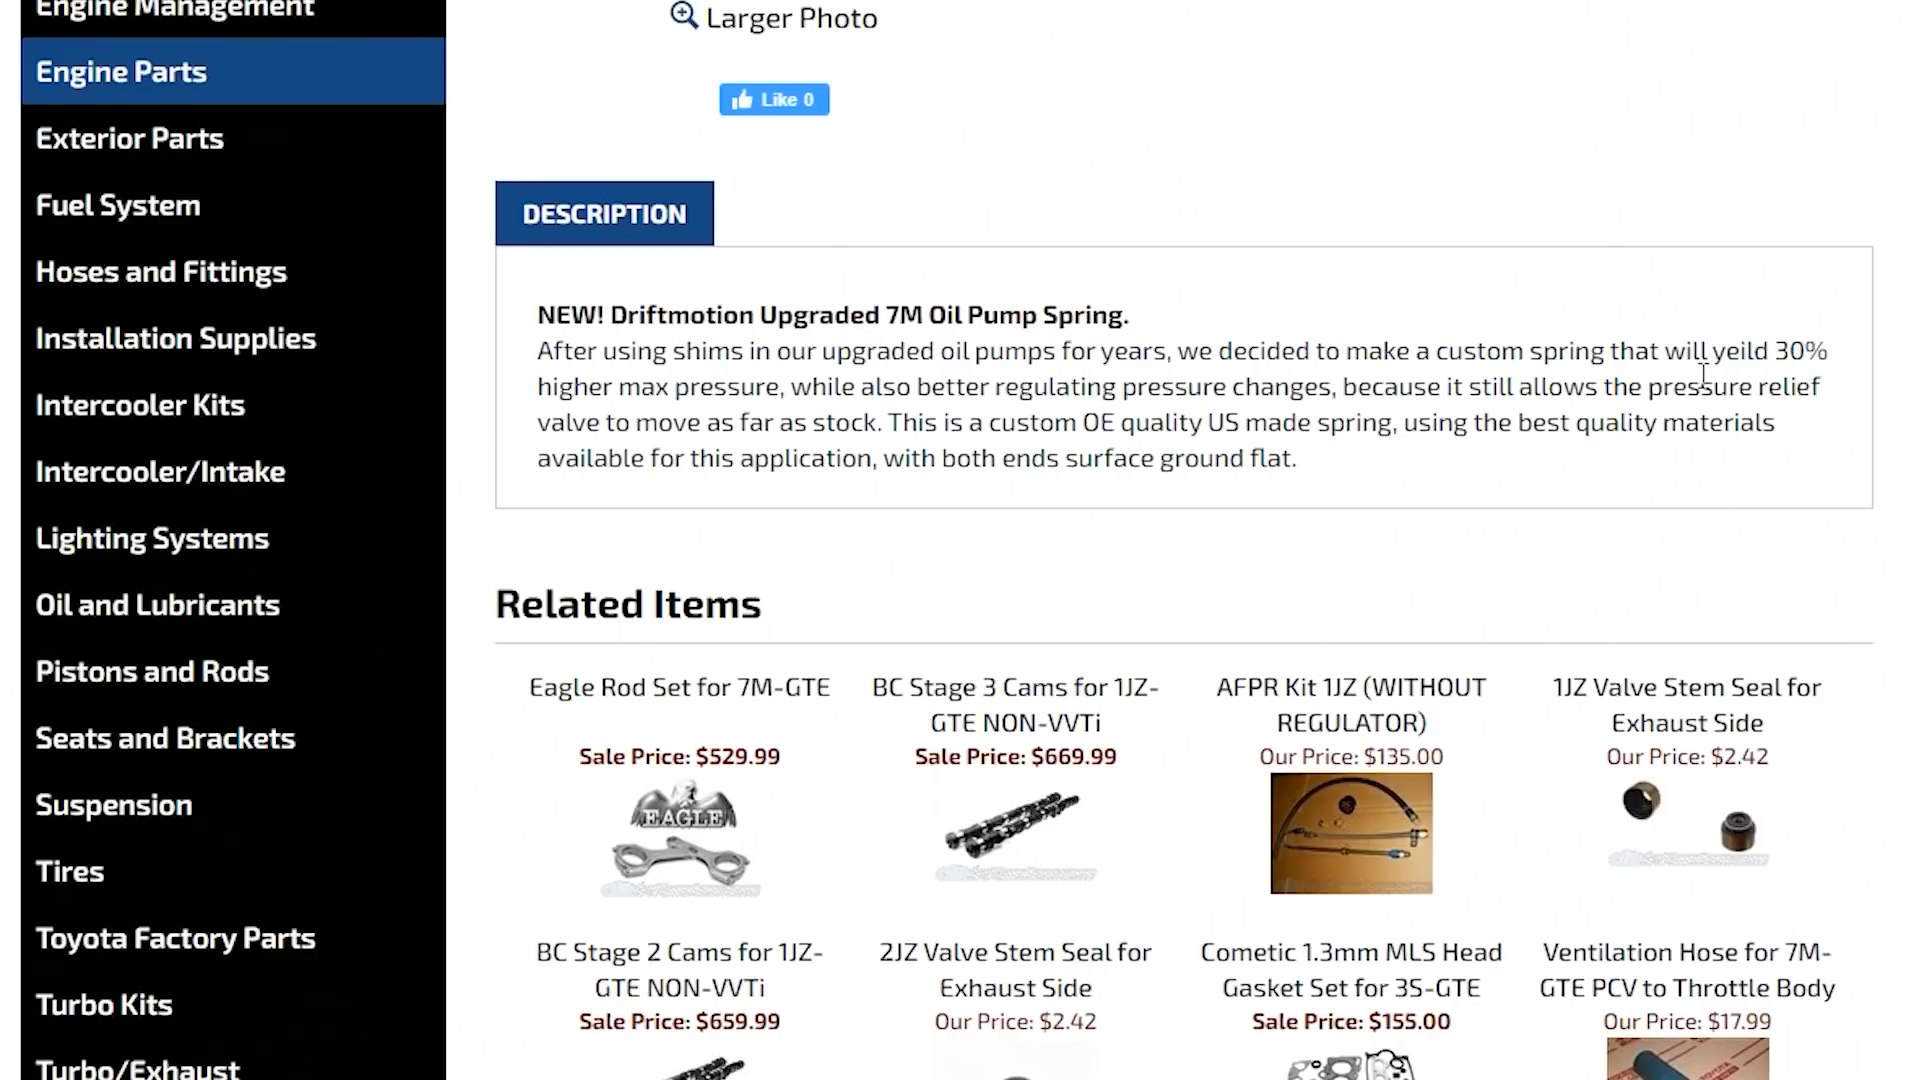 Engine Management
Engine Parts
Exterior Parts
Fuel System
Hoses and Fittings
Installation Supplies
Intercooler Kits
Intercooler/Intake
Lighting Systems
Oil and Lubricants
Pistons and Rods
Seats and Brackets
Suspension
Tires
Toyota Factory Parts
Turbo Kits
Turbo/Exhaust
Larger Photo
Like 0
DESCRIPTION
NEW! Driftmotion Upgraded 7M Oil Pump Spring.
After using shims in our upgraded oil pumps for years, we decided to make a custom spring that will yeild 30%
higher max pressure, while also better regulating pressure changes, because it still allows the pressure relief
valve to move as far as stock. This is a custom OE quality US made spring, using the best quality materials
available for this application, with both ends surface ground flat.
Related Items
Eagle Rod Set for 7M-GTE
Sale Price: $529.99
EAGLE
BC Stage 3 Cams for 1JZ-
GTE NON-VVTi
Sale Price: $669.99
AFPR Kit 1JZ (WITHOUT
REGULATOR)
Our Price: $135.00
1JZ Valve Stem Seal for
Exhaust Side
Our Price: $2.42
BC Stage 2 Cams for 1JZ-
GTE NON-VVTi
Sale Price: $659.99
2JZ Valve Stem Seal for
Exhaust Side
Our Price: $2.42
Cometic 1.3mm MLS Head
Gasket Set for 3S-GTE
Sale Price: $155.00
Ventilation Hose for 7M-
GTE PCV to Throttle Body
Our Price: $17.99